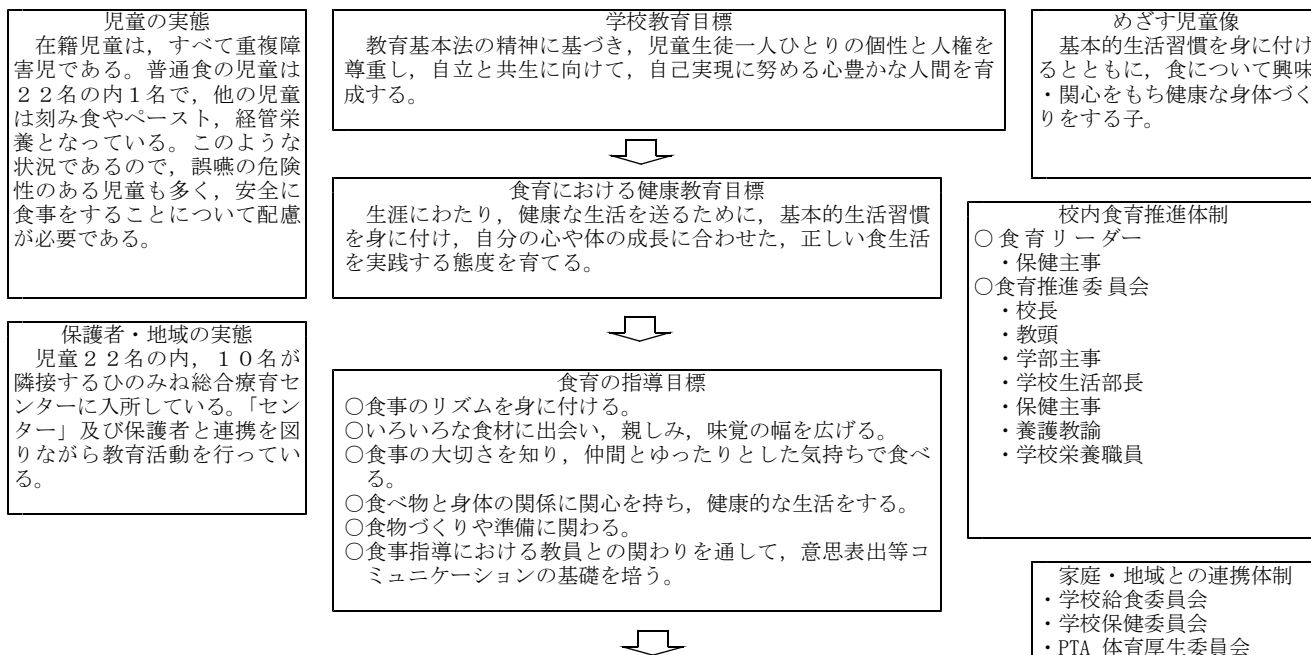 児童の実態
在籍児童は，すべて重複障
害児である。普通食の児童は
２２名の内１名で，他の児童
は刻み食やペースト，経管栄
養となっている。このような
状況であるので，誤嚥の危険
性のある児童も多く，安全に
食事をすることについて配慮
が必要である。
保護者・地域の実態
児童２２名の内，１０名が
隣接するひのみね総合療育セ
ンターに入所している。「セン
ター」及び保護者と連携を図
りながら教育活動を行ってい
る。
学校教育目標
教育基本法の精神に基づき，児童生徒一人ひとりの個性と人権を
尊重し，自立と共生に向けて，自己実現に努める心豊かな人間を育
成する。
食育における健康教育目標
生涯にわたり，健康な生活を送るために，基本的生活習慣
を身に付け，自分の心や体の成長に合わせた，正しい食生活
を実践する態度を育てる。
食育の指導目標
○食事のリズムを身に付ける。
○いろいろな食材に出会い，親しみ，味覚の幅を広げる。
○食事の大切さを知り，仲間とゆったりとした気持ちで食べ
る。
○食べ物と身体の関係に関心を持ち，健康的な生活をする。
○食物づくりや準備に関わる。
○食事指導における教員との関わりを通して，意思表出等コ
ミュニケーションの基礎を培う。
めざす児童像
基本的生活習慣を身に付け
るとともに，食について興味
・関心をもち健康な身体づく
りをする子。
校内食育推進体制
○食育リーダー
・保健主事
○食育推進委員会
・校長
・教頭
・学部主事
・学校生活部長
・保健主事
・養護教諭
・学校栄養職員
家庭・地域との連携体制
・学校給食委員会
・学校保健委員会
・PTA 体育厚生委員会